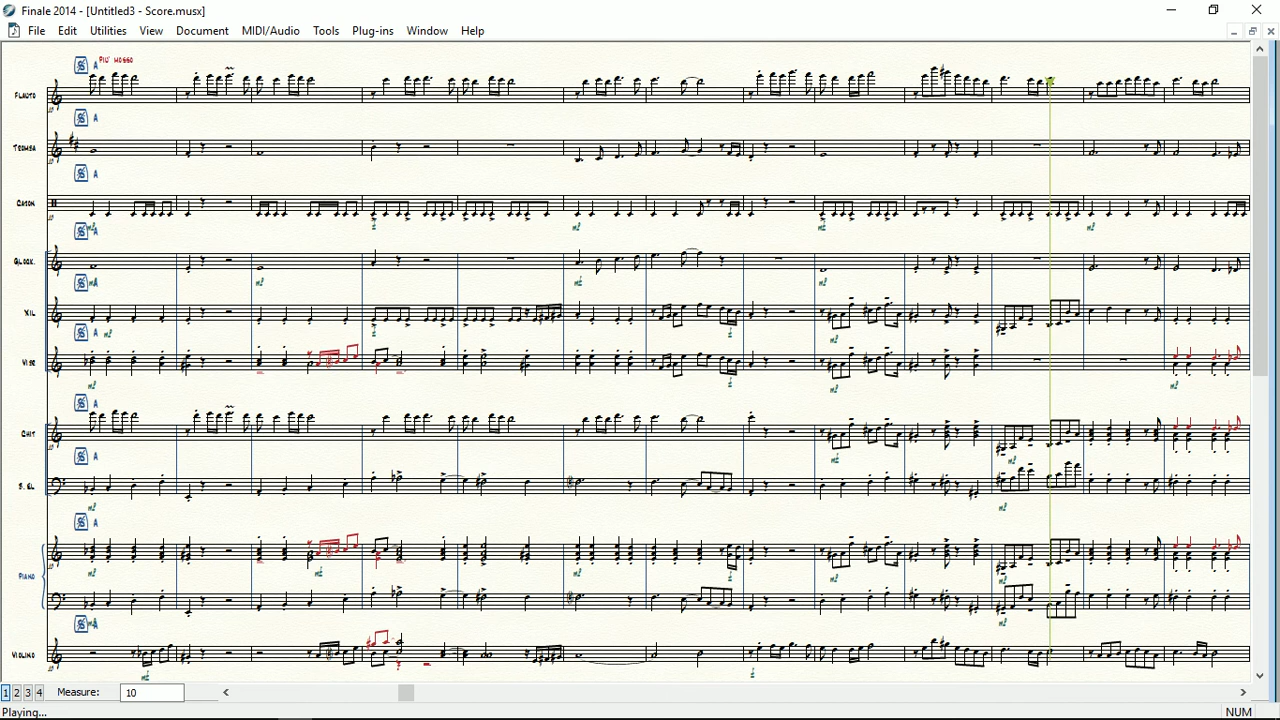 Finale 2014 - [Untitled3 - Score.musx]
File Edit Utilities View Document MIDI/Audio Tools Plug-ins Window Help
A PIU' MOSSO
FLAUTO
A
TROMBA
A
CAJON
A
GLOCK.
A
XIL
A
VIBR
A
CHIT
A
B. EL
A
PIANO
A
VIOLINO
1 2 3 4 Measure: 10
Playing... NUM